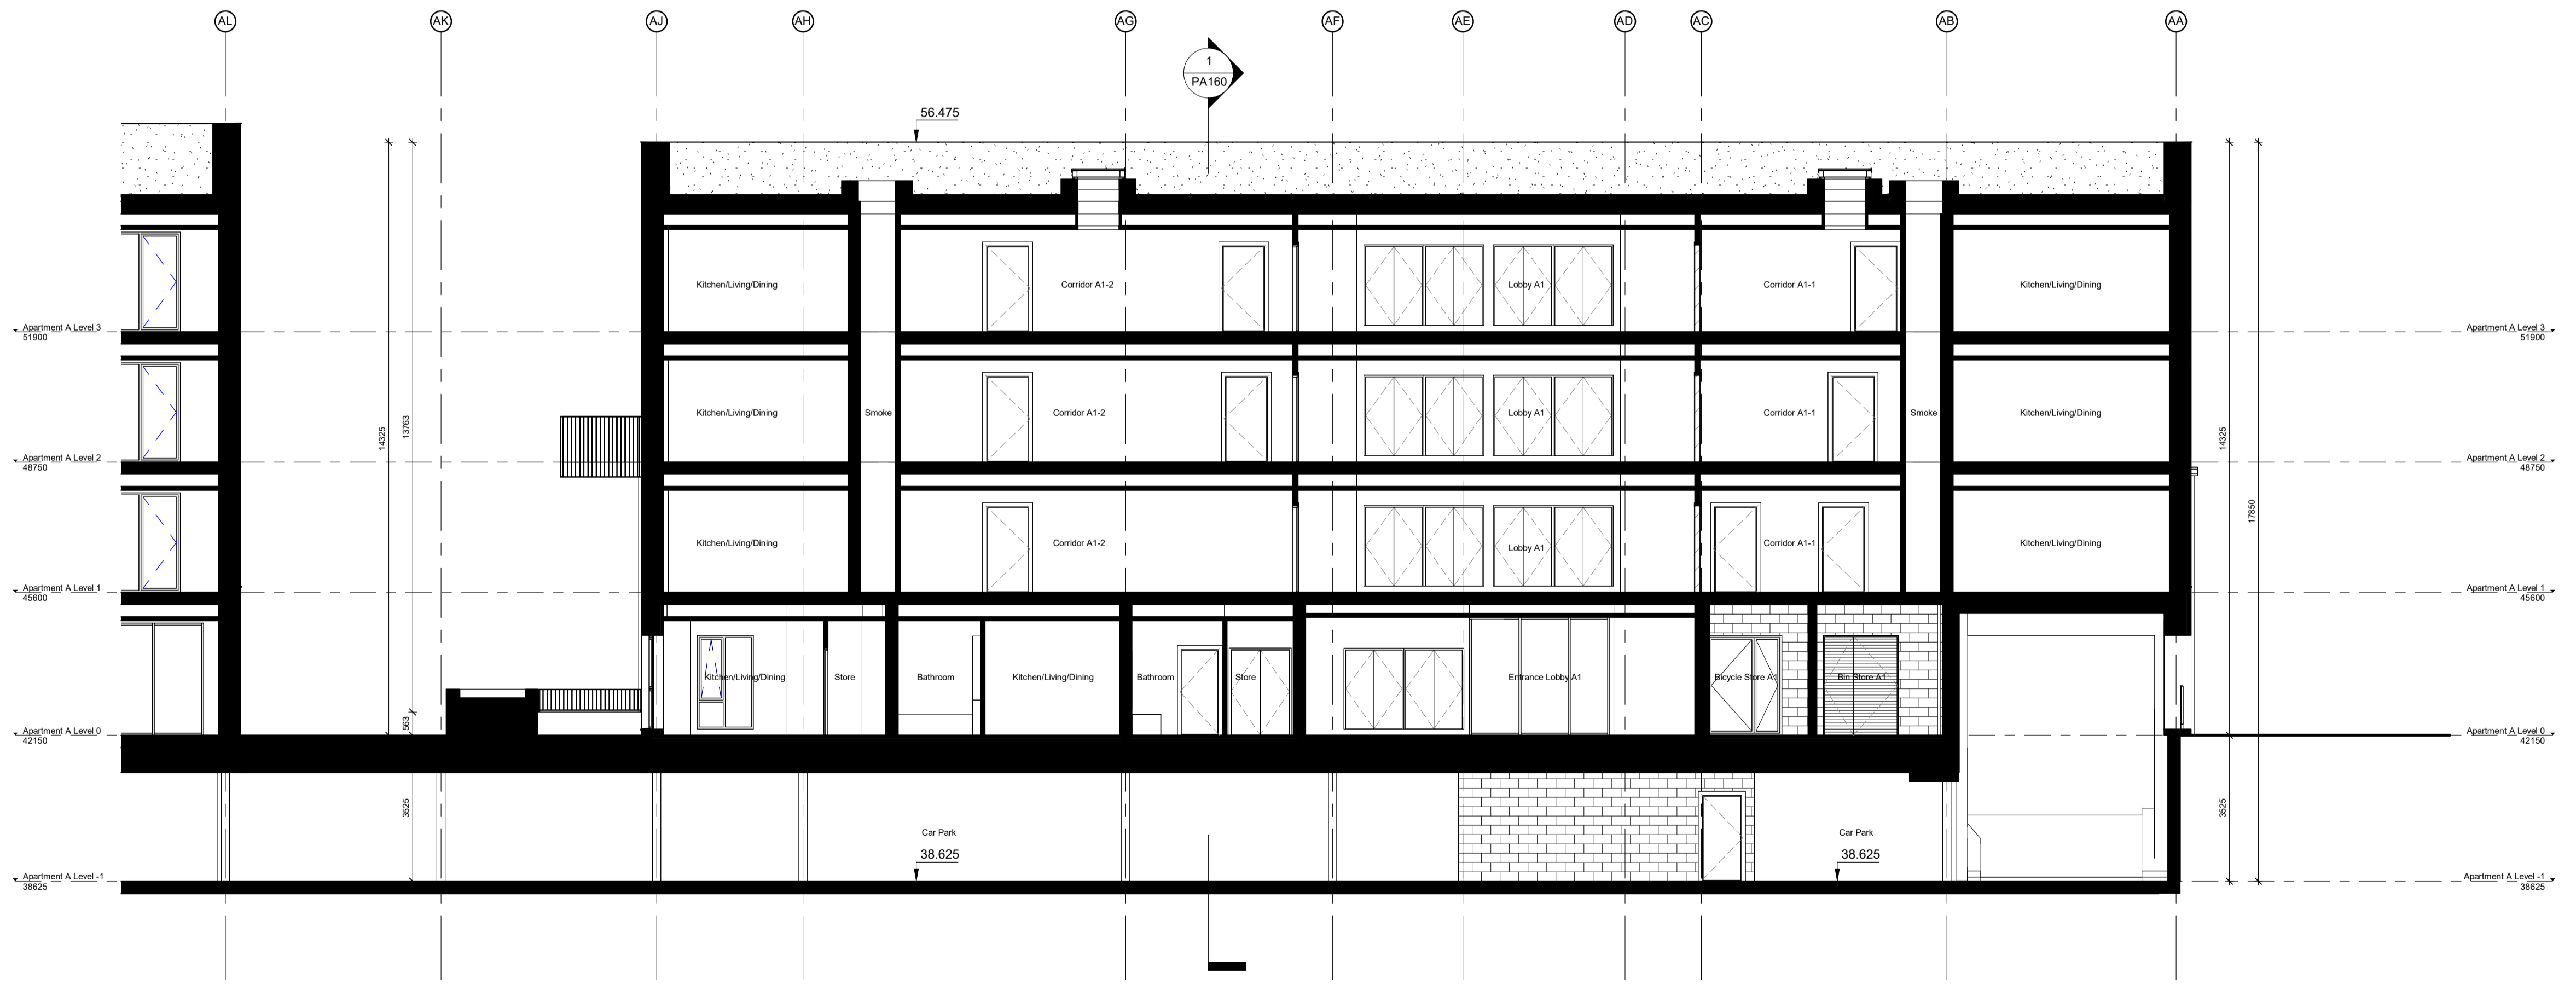 AL AK AJ AH AG AF AE AD AC AB AA
1
PA160
56.475
Kitchen/Living/Dining Corridor A1-2 Lobby A1 Corridor A1-1 Kitchen/Living/Dining
Apartment A Level 3 Apartment A Level 3
51900 51900
Kitchen/Living/Dining Smoke Corridor A1-2 Lobby A1 Corridor A1-1 Smoke Kitchen/Living/Dining
14325 13763 14325
Apartment A Level 2 Apartment A Level 2
48750 48750
17850
Kitchen/Living/Dining Corridor A1-2 Lobby A1 Corridor A1-1 Kitchen/Living/Dining
Apartment A Level 1 Apartment A Level 1
45600 45600
Kitchen/Living/Dining Store Bathroom Kitchen/Living/Dining Bathroom Store Entrance Lobby A1 Bicycle Store A1 Bin Store A1
563
Apartment A Level 0 Apartment A Level 0
42150 42150
3525 3525
Car Park Car Park
38.625 38.625
Apartment A Level -1 Apartment A Level -1
38625 38625